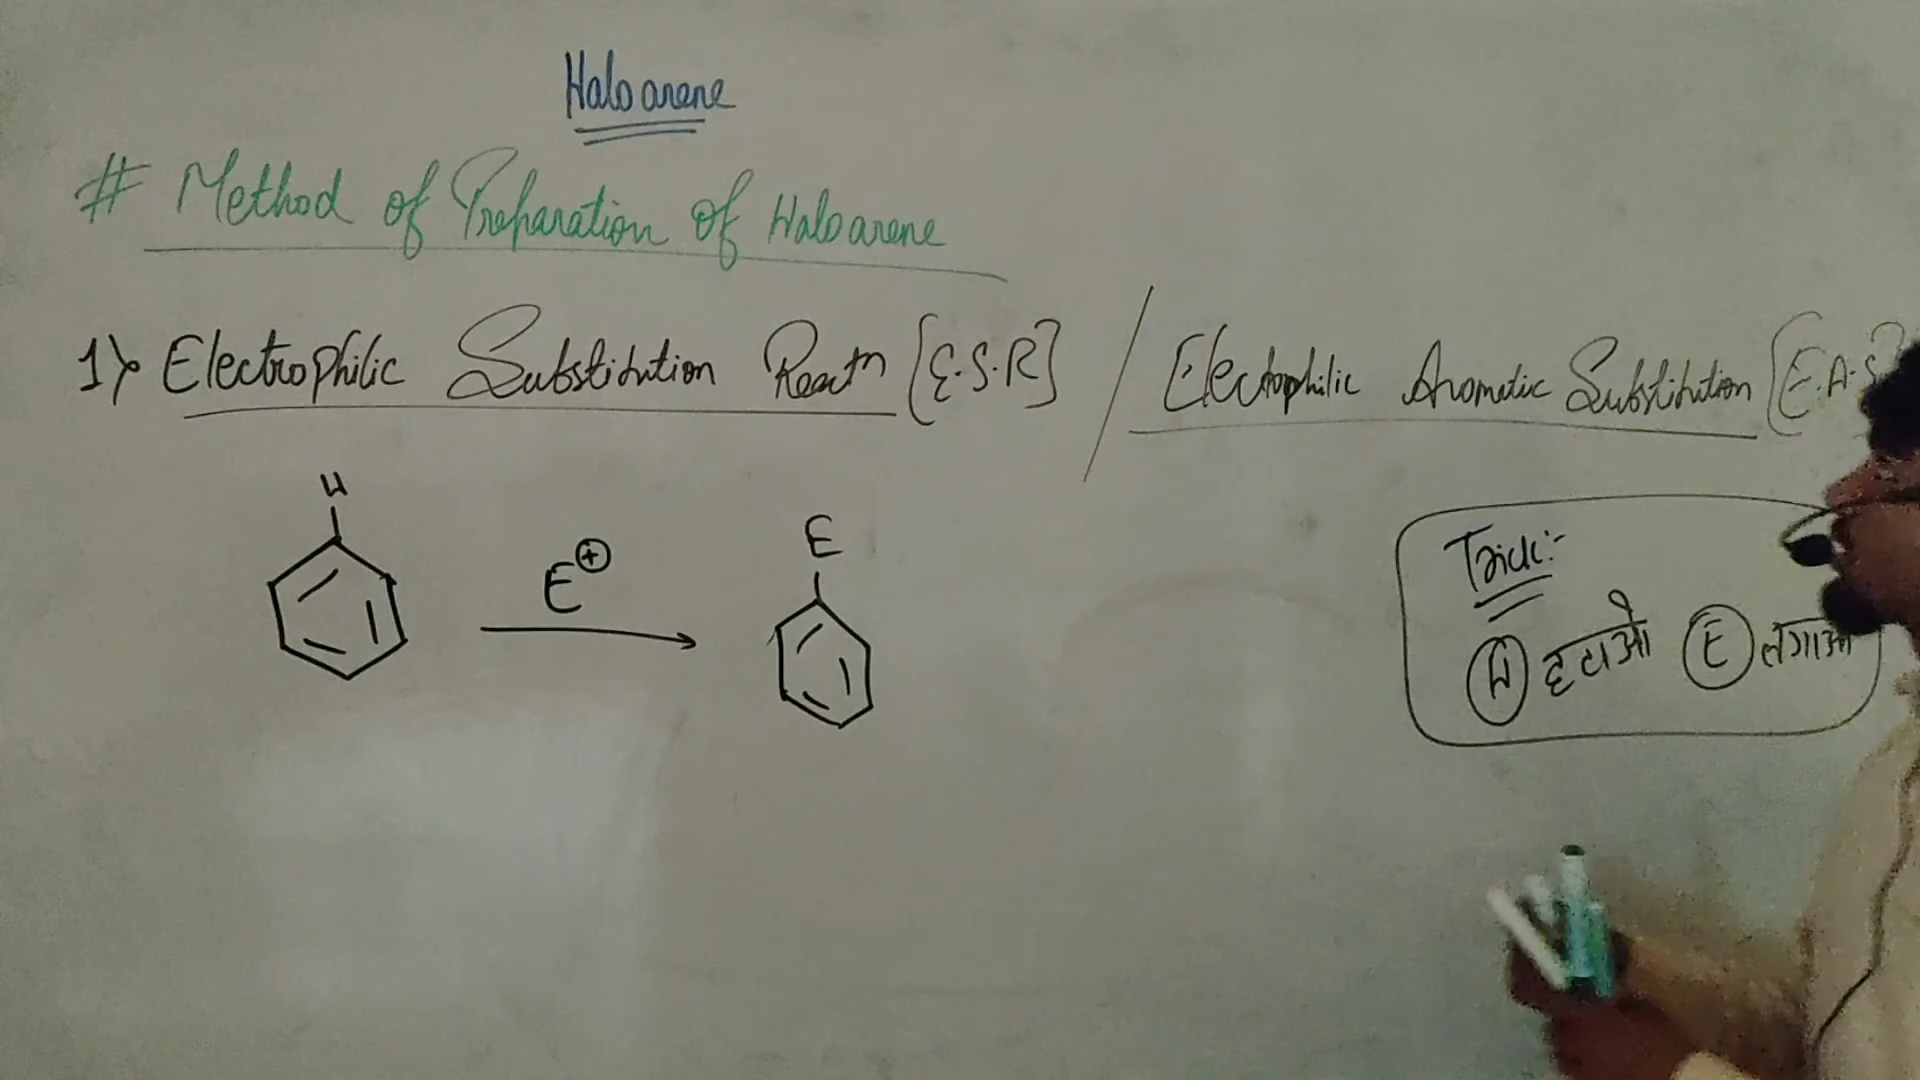 Haloarene
# Method of Preparation of Haloarene
1) Electrophilic Substitution Reactn [E.S.R] / Electrophilic Aromatic Substitution [E.A.S]
H
E⊕
E
Trick:-
H हटाओ E लगाओ